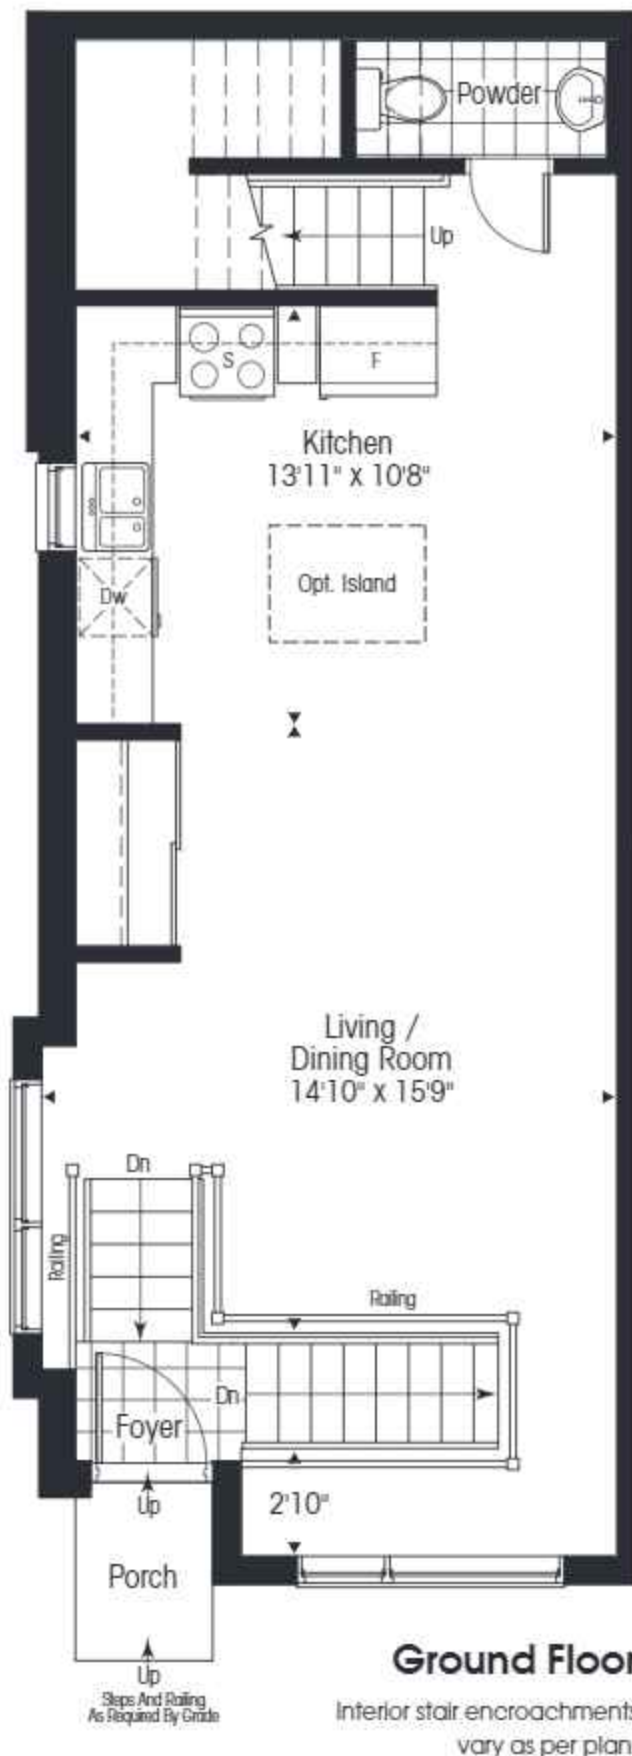 Powder
Up
S
F
Kitchen
13'11" x 10'8"
Opt. Island
Dw
Living /
Dining Room
14'10" x 15'9"
Dn
Railing
Railing
Dn
Foyer
Up
2'10"
Porch
Up
Steps And Railing
As Required By Grade
Ground Floor
Interior stair encroachments
vary as per plan